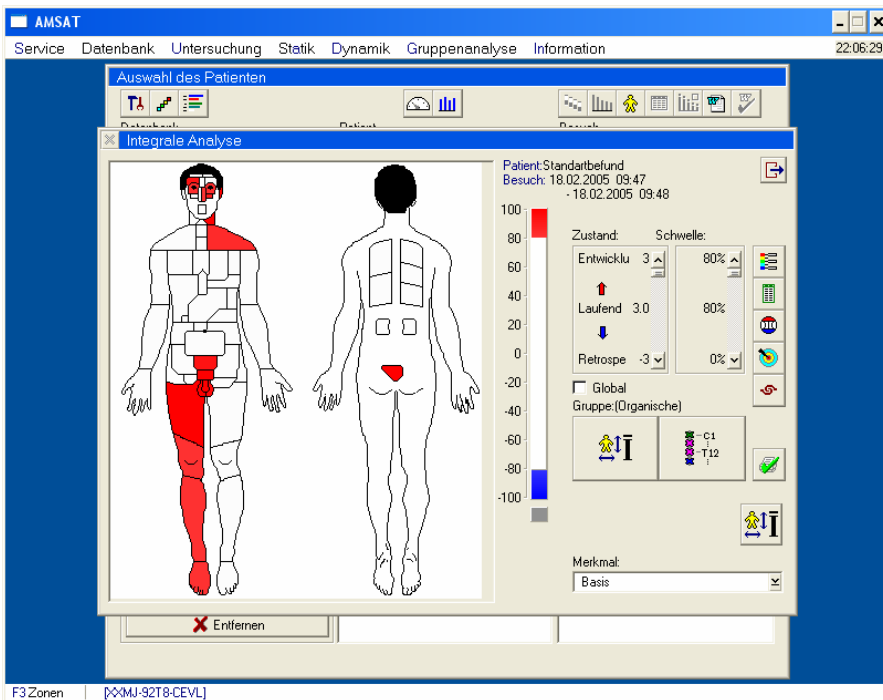 AMSAT
Service Datenbank Untersuchung Statik Dynamik Gruppenanalyse Information 22:06:29
Auswahl des Patienten
Datenbank Patient Besuch
Integrale Analyse
Patient:Standartbefund
Besuch: 18.02.2005 09:47
- 18.02.2005 09:48
100
80
60
40
20
0
-20
-40
-60
-80
-100
Zustand: Schwelle:
Entwicklu 3 80%
Laufend 3.0 80%
Retrospe -3 0%
Global
Gruppe:(Organische)
C1
T12
Merkmal:
Basis
Entfernen
F3 Zonen [XXMJ-92T8-CEVL]